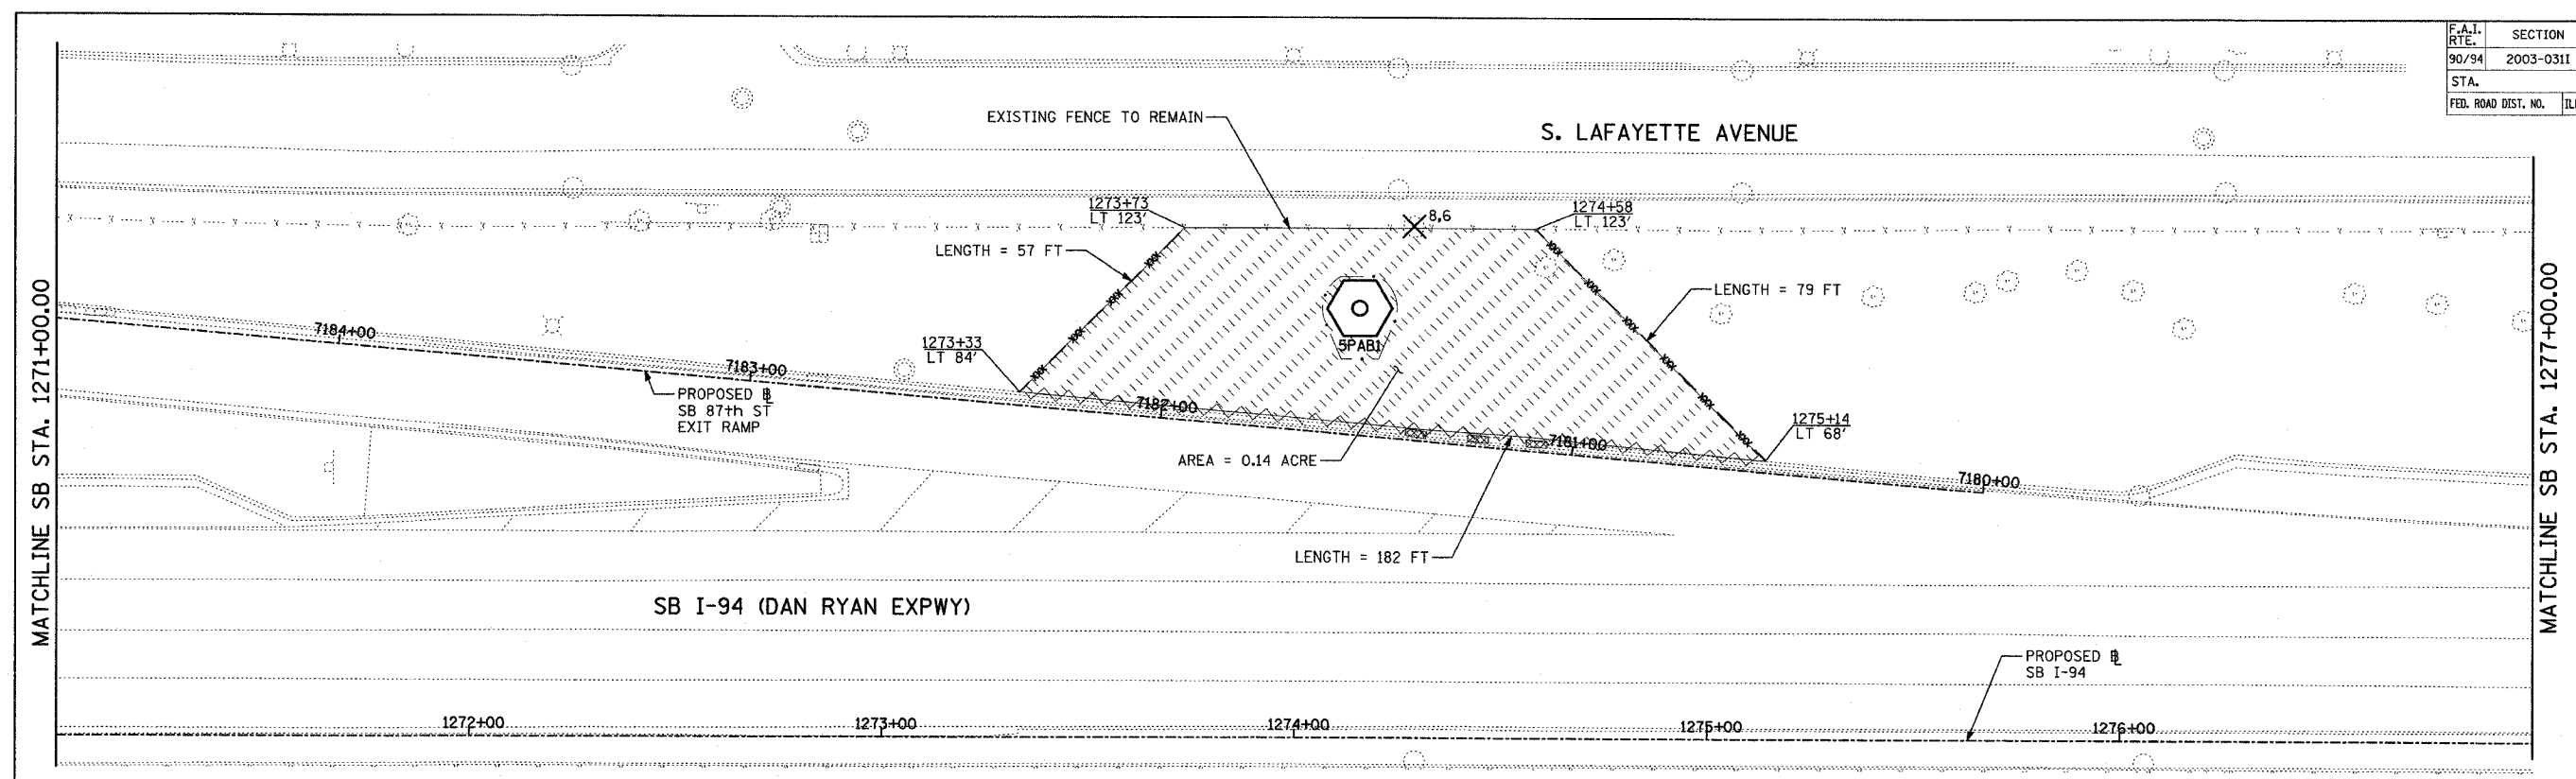 F.A.I.
RTE.
SECTION
90/94
2003-031I
STA.
FED. ROAD DIST. NO.
EXISTING FENCE TO REMAIN
S. LAFAYETTE AVENUE
1273+73
LT 123'
8,6
1274+58
LT 123'
LENGTH = 57 FT
LENGTH = 79 FT
MATCHLINE SB STA. 1271+00.00
MATCHLINE SB STA. 1277+00.00
7184+00
1273+33
LT 84'
5PAB1
7183+00
PROPOSED B̲L
SB 87th ST
EXIT RAMP
7182+00
1275+14
LT 68'
7181+00
AREA = 0.14 ACRE
7180+00
LENGTH = 182 FT
SB I-94 (DAN RYAN EXPWY)
PROPOSED B̲L
SB I-94
1272+00
1273+00
1274+00
1275+00
1276+00